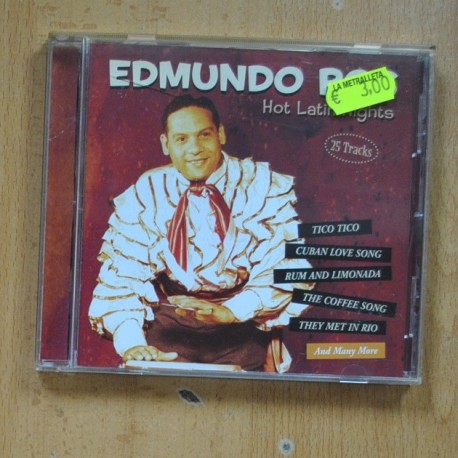 EDMUNDO
LA METRALLETA
€ 3,00
Hot Latin Nights
25 Tracks
TICO TICO
CUBAN LOVE SONG
RUM AND LIMONADA
THE COFFEE SONG
THEY MET IN RIO
And Many More